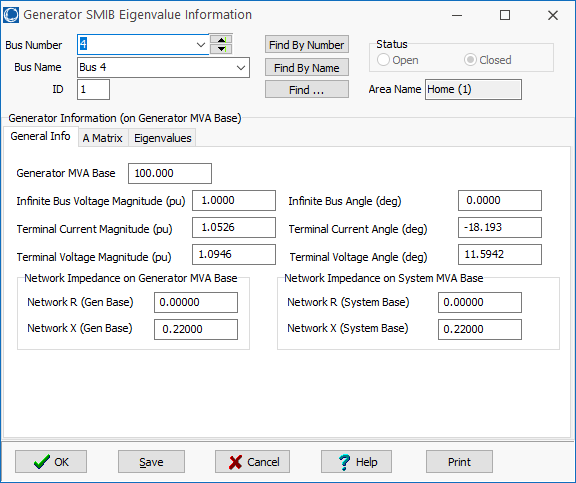 Generator SMIB Eigenvalue Information
Bus Number 4 Find By Number Status
Open Closed
Bus Name Bus 4 Find By Name
ID 1 Find ... Area Name Home (1)
Generator Information (on Generator MVA Base)
General Info A Matrix Eigenvalues
Generator MVA Base 100.000
Infinite Bus Voltage Magnitude (pu) 1.0000 Infinite Bus Angle (deg) 0.0000
Terminal Current Magnitude (pu) 1.0526 Terminal Current Angle (deg) -18.193
Terminal Voltage Magnitude (pu) 1.0946 Terminal Voltage Angle (deg) 11.5942
Network Impedance on Generator MVA Base Network Impedance on System MVA Base
Network R (Gen Base) 0.00000 Network R (System Base) 0.00000
Network X (Gen Base) 0.22000 Network X (System Base) 0.22000
OK Save Cancel ? Help Print